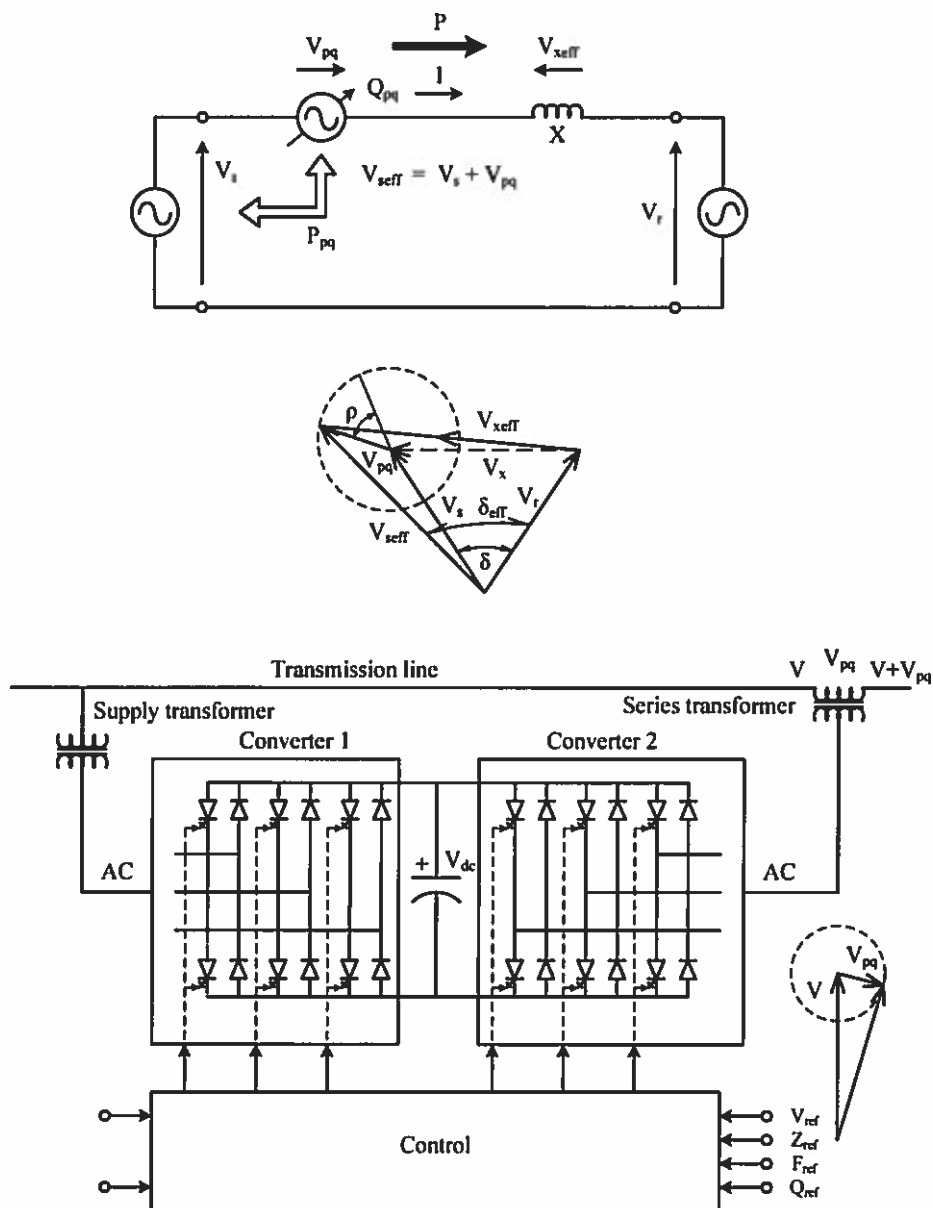 P
V_pq
V_xeff
Q_pq
I
X
V_s
V_seff = V_s + V_pq
V_r
P_pq
ρ
V_xeff
V_pq
V_x
V_s
δ_eff
V_r
V_seff
δ
Transmission line
V
V_pq
V+V_pq
Supply transformer
Series transformer
Converter 1
Converter 2
AC
+
V_dc
AC
V_pq
V
Control
V_ref
Z_ref
F_ref
Q_ref